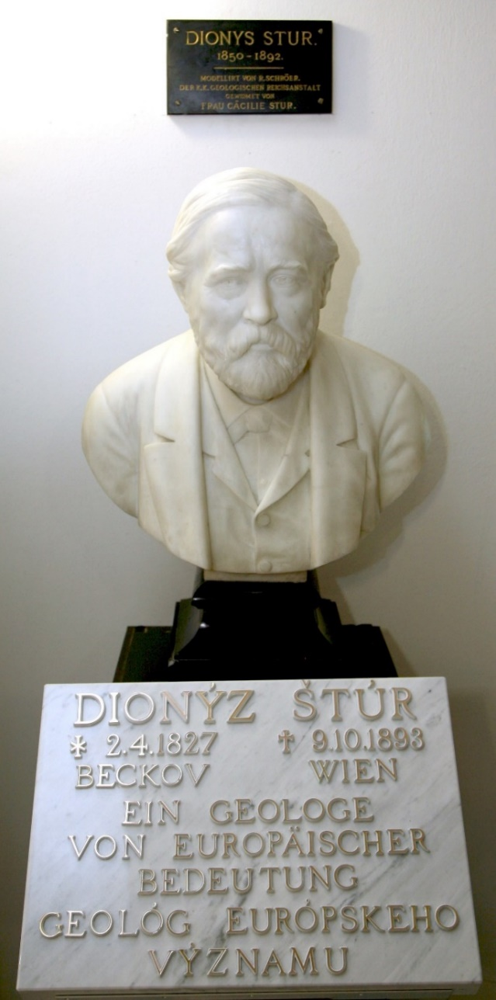 DIONYS STUR.
1850-1892.
MODELLIRT VON R. SCHRÖER.
DER K.K. GEOLOGISCHEN REICHSANSTALT
GEWIDMET VON
FRAU CÄCILIE STUR.
DIONÝZ ŠTÚR
* 2.4.1827 † 9.10.1893
BECKOV WIEN
EIN GEOLOGE
VON EUROPÄISCHER
BEDEUTUNG
GEOLÓG EURÓPSKEHO
VÝZNAMU